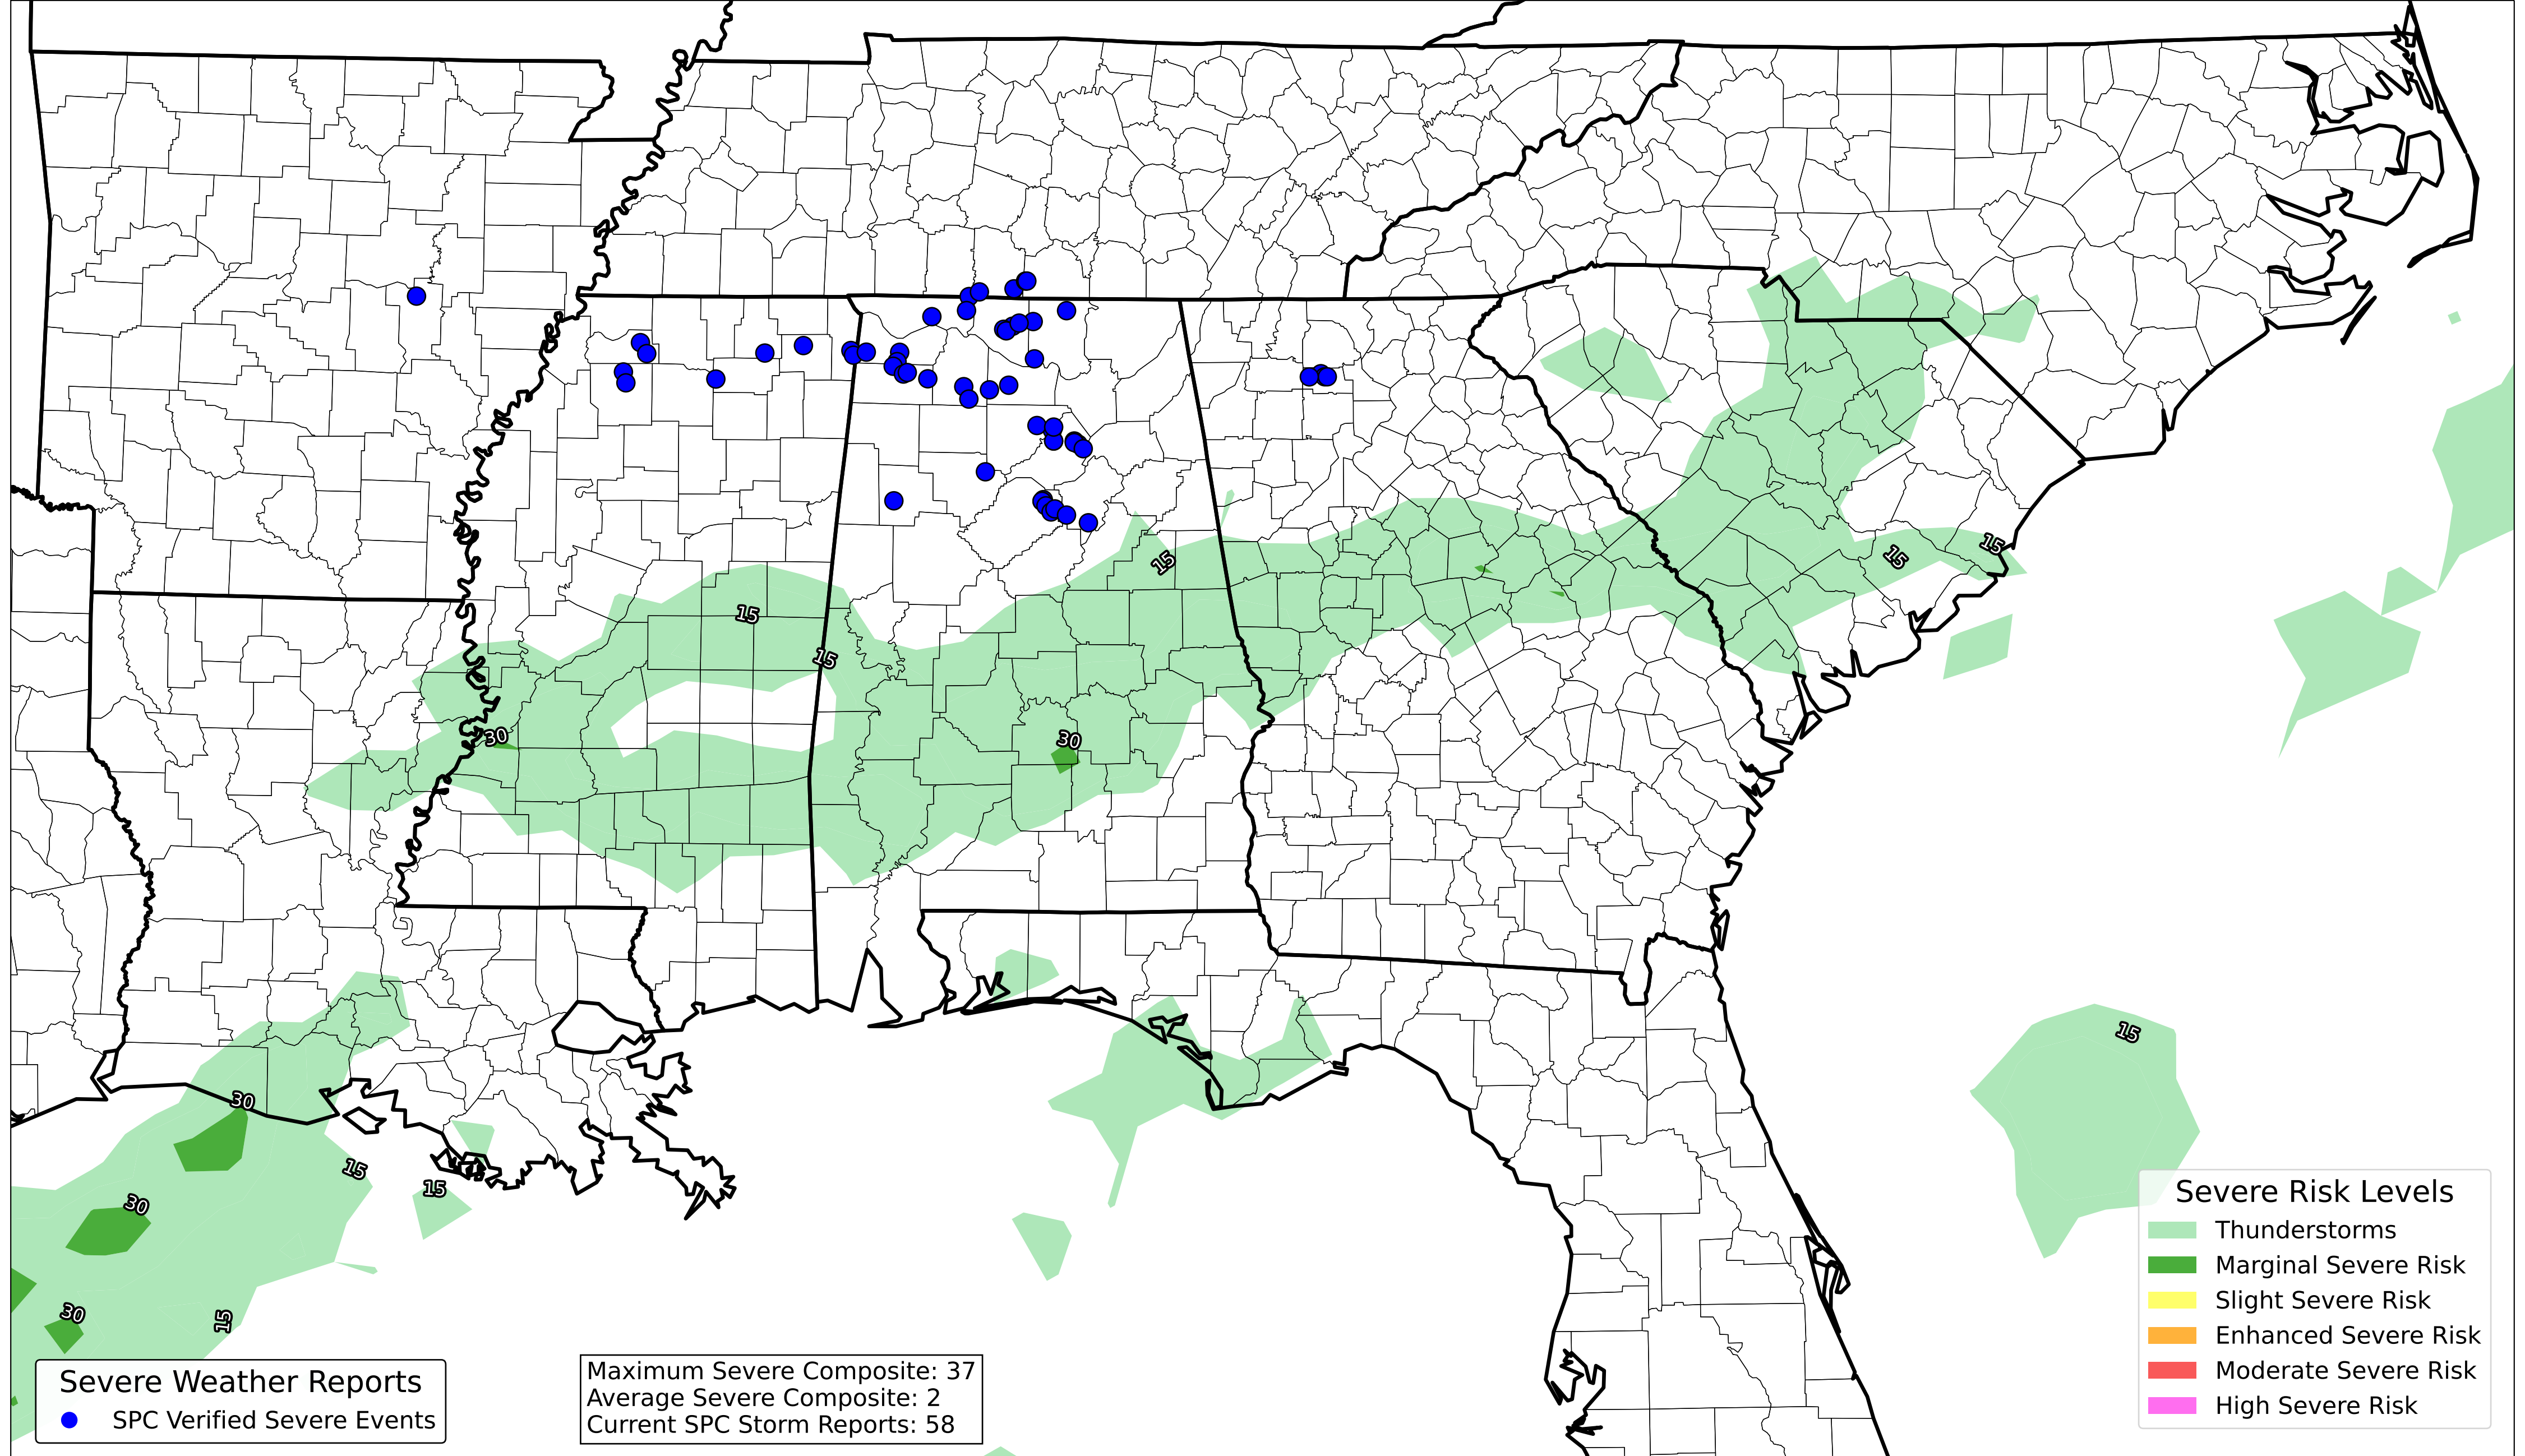 15
15
15
15
15
30
30
15
30
15
30
15
30
15
Severe Risk Levels
Thunderstorms
Marginal Severe Risk
Slight Severe Risk
Enhanced Severe Risk
Moderate Severe Risk
High Severe Risk
Severe Weather Reports
SPC Verified Severe Events
Maximum Severe Composite: 37
Average Severe Composite: 2
Current SPC Storm Reports: 58